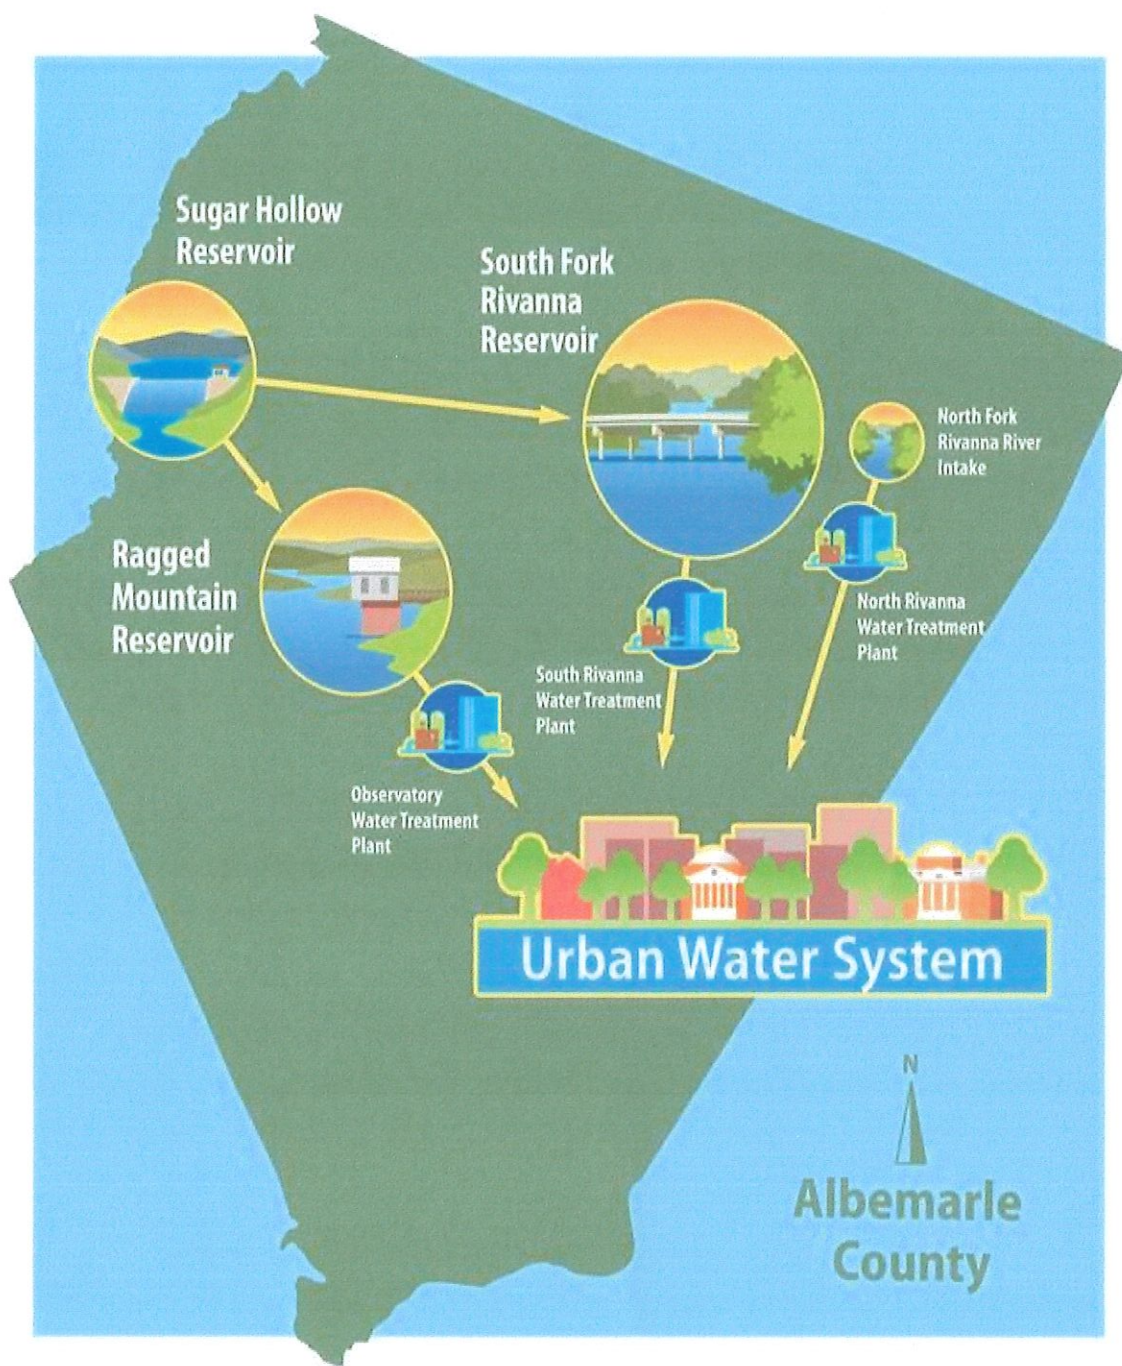 Sugar Hollow
Reservoir
South Fork
Rivanna
Reservoir
North Fork
Rivanna River
Intake
Ragged
Mountain
Reservoir
North Rivanna
Water Treatment
Plant
South Rivanna
Water Treatment
Plant
Observatory
Water Treatment
Plant
Urban Water System
N
Albemarle
County